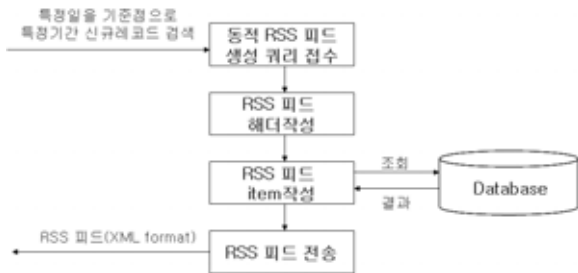 특정일을 기준점으로
특정기간 신규레코드 검색
동적 RSS 피드
생성 쿼리 접수
RSS 피드
해더작성
RSS 피드
item작성
조회
Database
결과
RSS 피드(XML format)
RSS 피드 전송